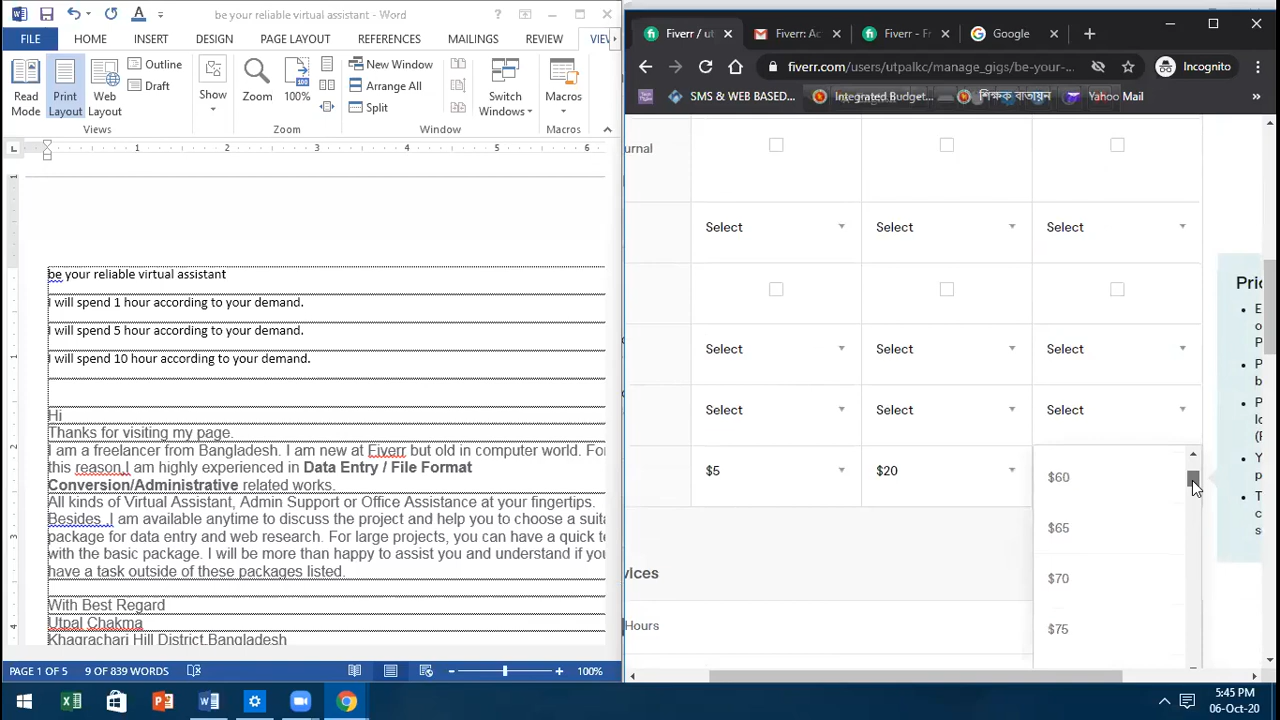 be your reliable virtual assistant - Word
FILE HOME INSERT DESIGN PAGE LAYOUT REFERENCES MAILINGS REVIEW VIE
Read Mode
Print Layout
Web Layout
Outline
Draft
Views
Show
Zoom
100%
Zoom
New Window
Arrange All
Split
Switch Windows
Window
Macros
Macros
1 2 3 4 5 6
be your reliable virtual assistant
I will spend 1 hour according to your demand.
I will spend 5 hour according to your demand.
I will spend 10 hour according to your demand.
Hi
Thanks for visiting my page.
I am a freelancer from Bangladesh. I am new at Fiverr but old in computer world. For
this reason,I am highly experienced in Data Entry / File Format
Conversion/Administrative related works.
All kinds of Virtual Assistant, Admin Support or Office Assistance at your fingertips.
Besides ,I am available anytime to discuss the project and help you to choose a suita
package for data entry and web research. For large projects, you can have a quick t
with the basic package. I will be more than happy to assist you and understand if you
have a task outside of these packages listed.
With Best Regard
Utpal Chakma
Khagrachari Hill District,Bangladesh
PAGE 1 OF 5 9 OF 839 WORDS 100%
Fiverr / ut
Fiverr: Ac
Fiverr - Fr
Google
fiverr.com/users/utpalkc/manage_gigs/be-your-...
Incognito
SMS & WEB BASED...
Integrated Budget...
শিক্ষক বাতায়ন
Yahoo Mail
urnal
Select Select Select
Select Select Select
Select Select Select
$5 $20
$60
$65
$70
$75
vices
Hours
Pric
5:45 PM
06-Oct-20